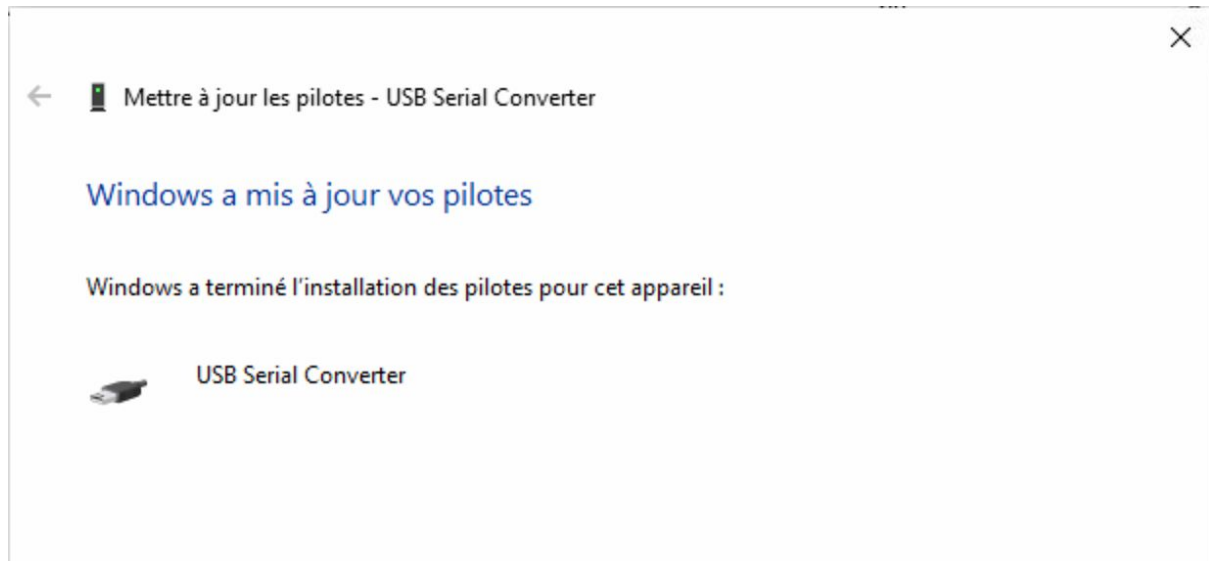 Mettre à jour les pilotes - USB Serial Converter
Windows a mis à jour vos pilotes
Windows a terminé l'installation des pilotes pour cet appareil :
USB Serial Converter